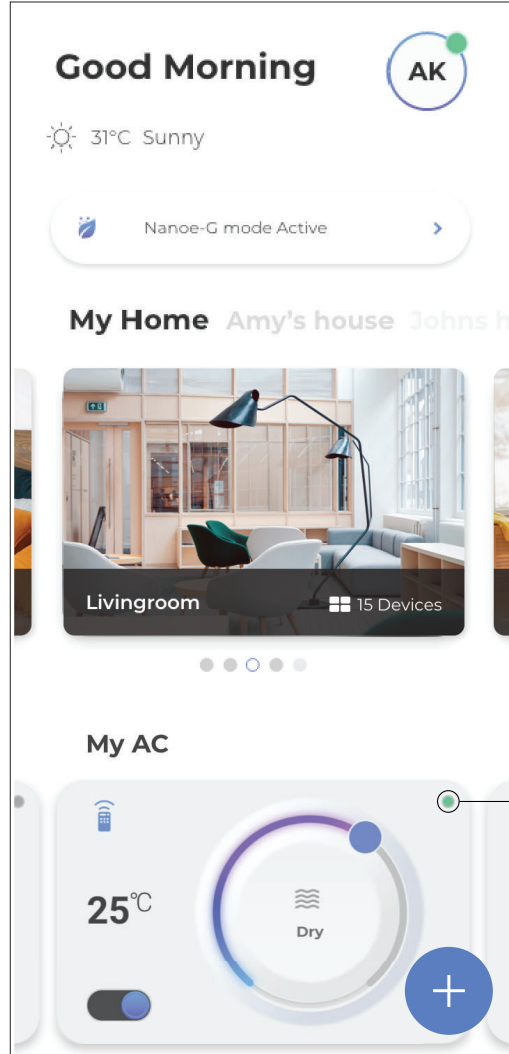 Good Morning
AK
31°C Sunny
Nanoe-G mode Active
My Home Amy's house Johns h
Livingroom
15 Devices
My AC
25°C
Dry